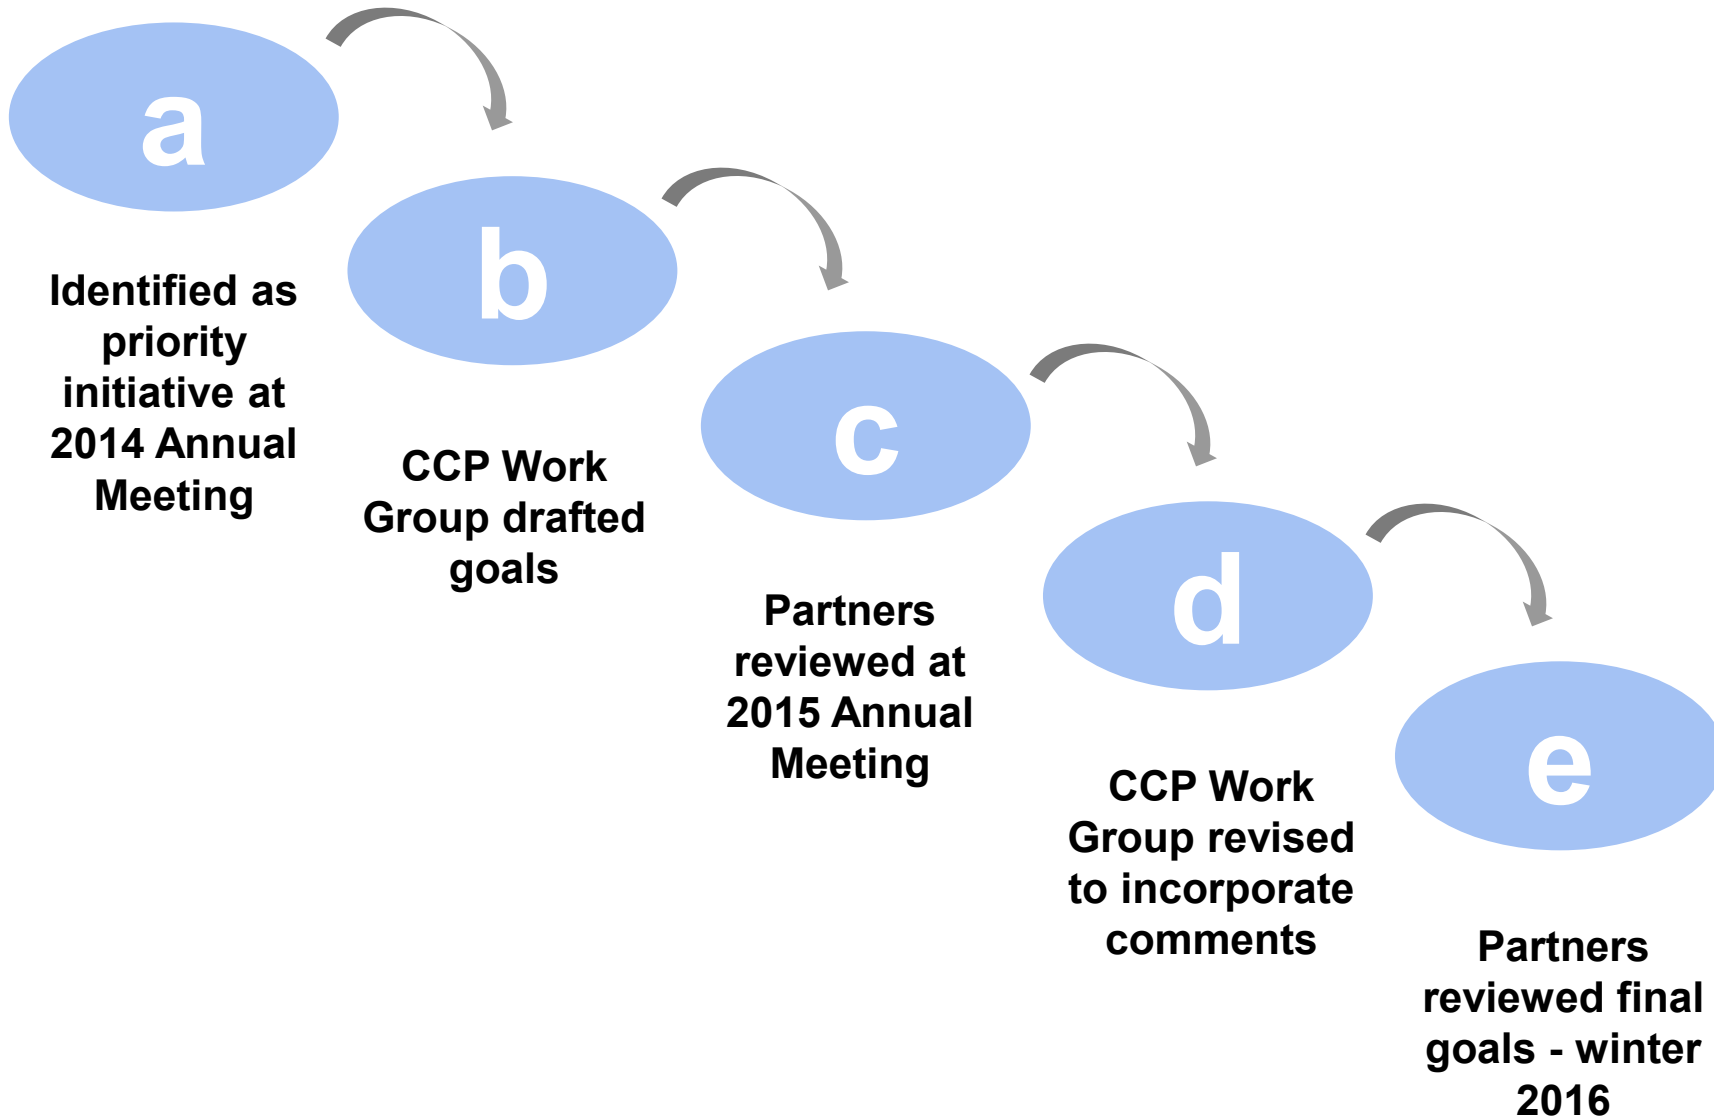 a
Identified as
priority
initiative at
2014 Annual
Meeting
b
CCP Work
Group drafted
goals
c
Partners
reviewed at
2015 Annual
Meeting
d
CCP Work
Group revised
to incorporate
comments
e
Partners
reviewed final
goals - winter
2016